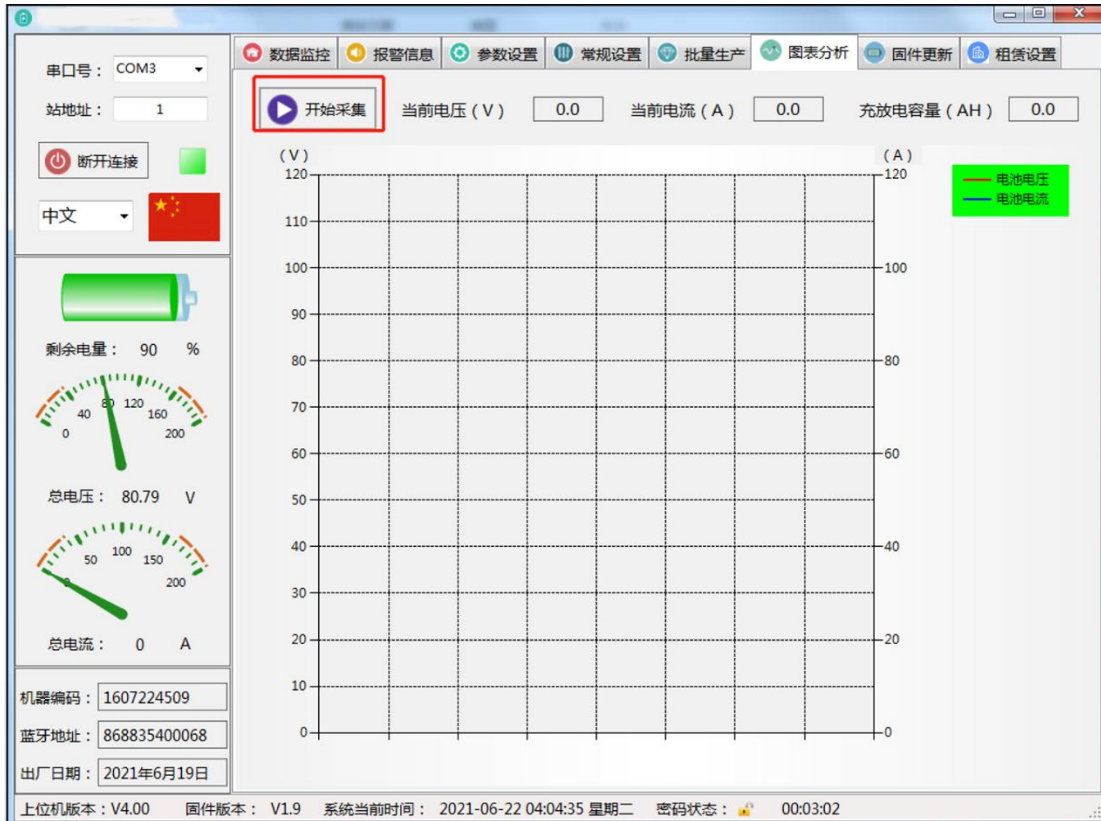 串口号： COM3
站地址： 1
断开连接
中文
剩余电量： 90 %
0 40 80 120 160 200
总电压： 80.79 V
0 50 100 150 200
总电流： 0 A
机器编码： 1607224509
蓝牙地址： 868835400068
出厂日期： 2021年6月19日
数据监控 报警信息 参数设置 常规设置 批量生产 图表分析 固件更新 租赁设置
开始采集 当前电压（V） 0.0 当前电流（A） 0.0 充放电容量（AH） 0.0
（V） （A）
120 120
110
100 100
90
80 80
70
60 60
50
40 40
30
20 20
10
0 0
电池电压
电池电流
上位机版本：V4.00 固件版本： V1.9 系统当前时间： 2021-06-22 04:04:35 星期二 密码状态： 00:03:02